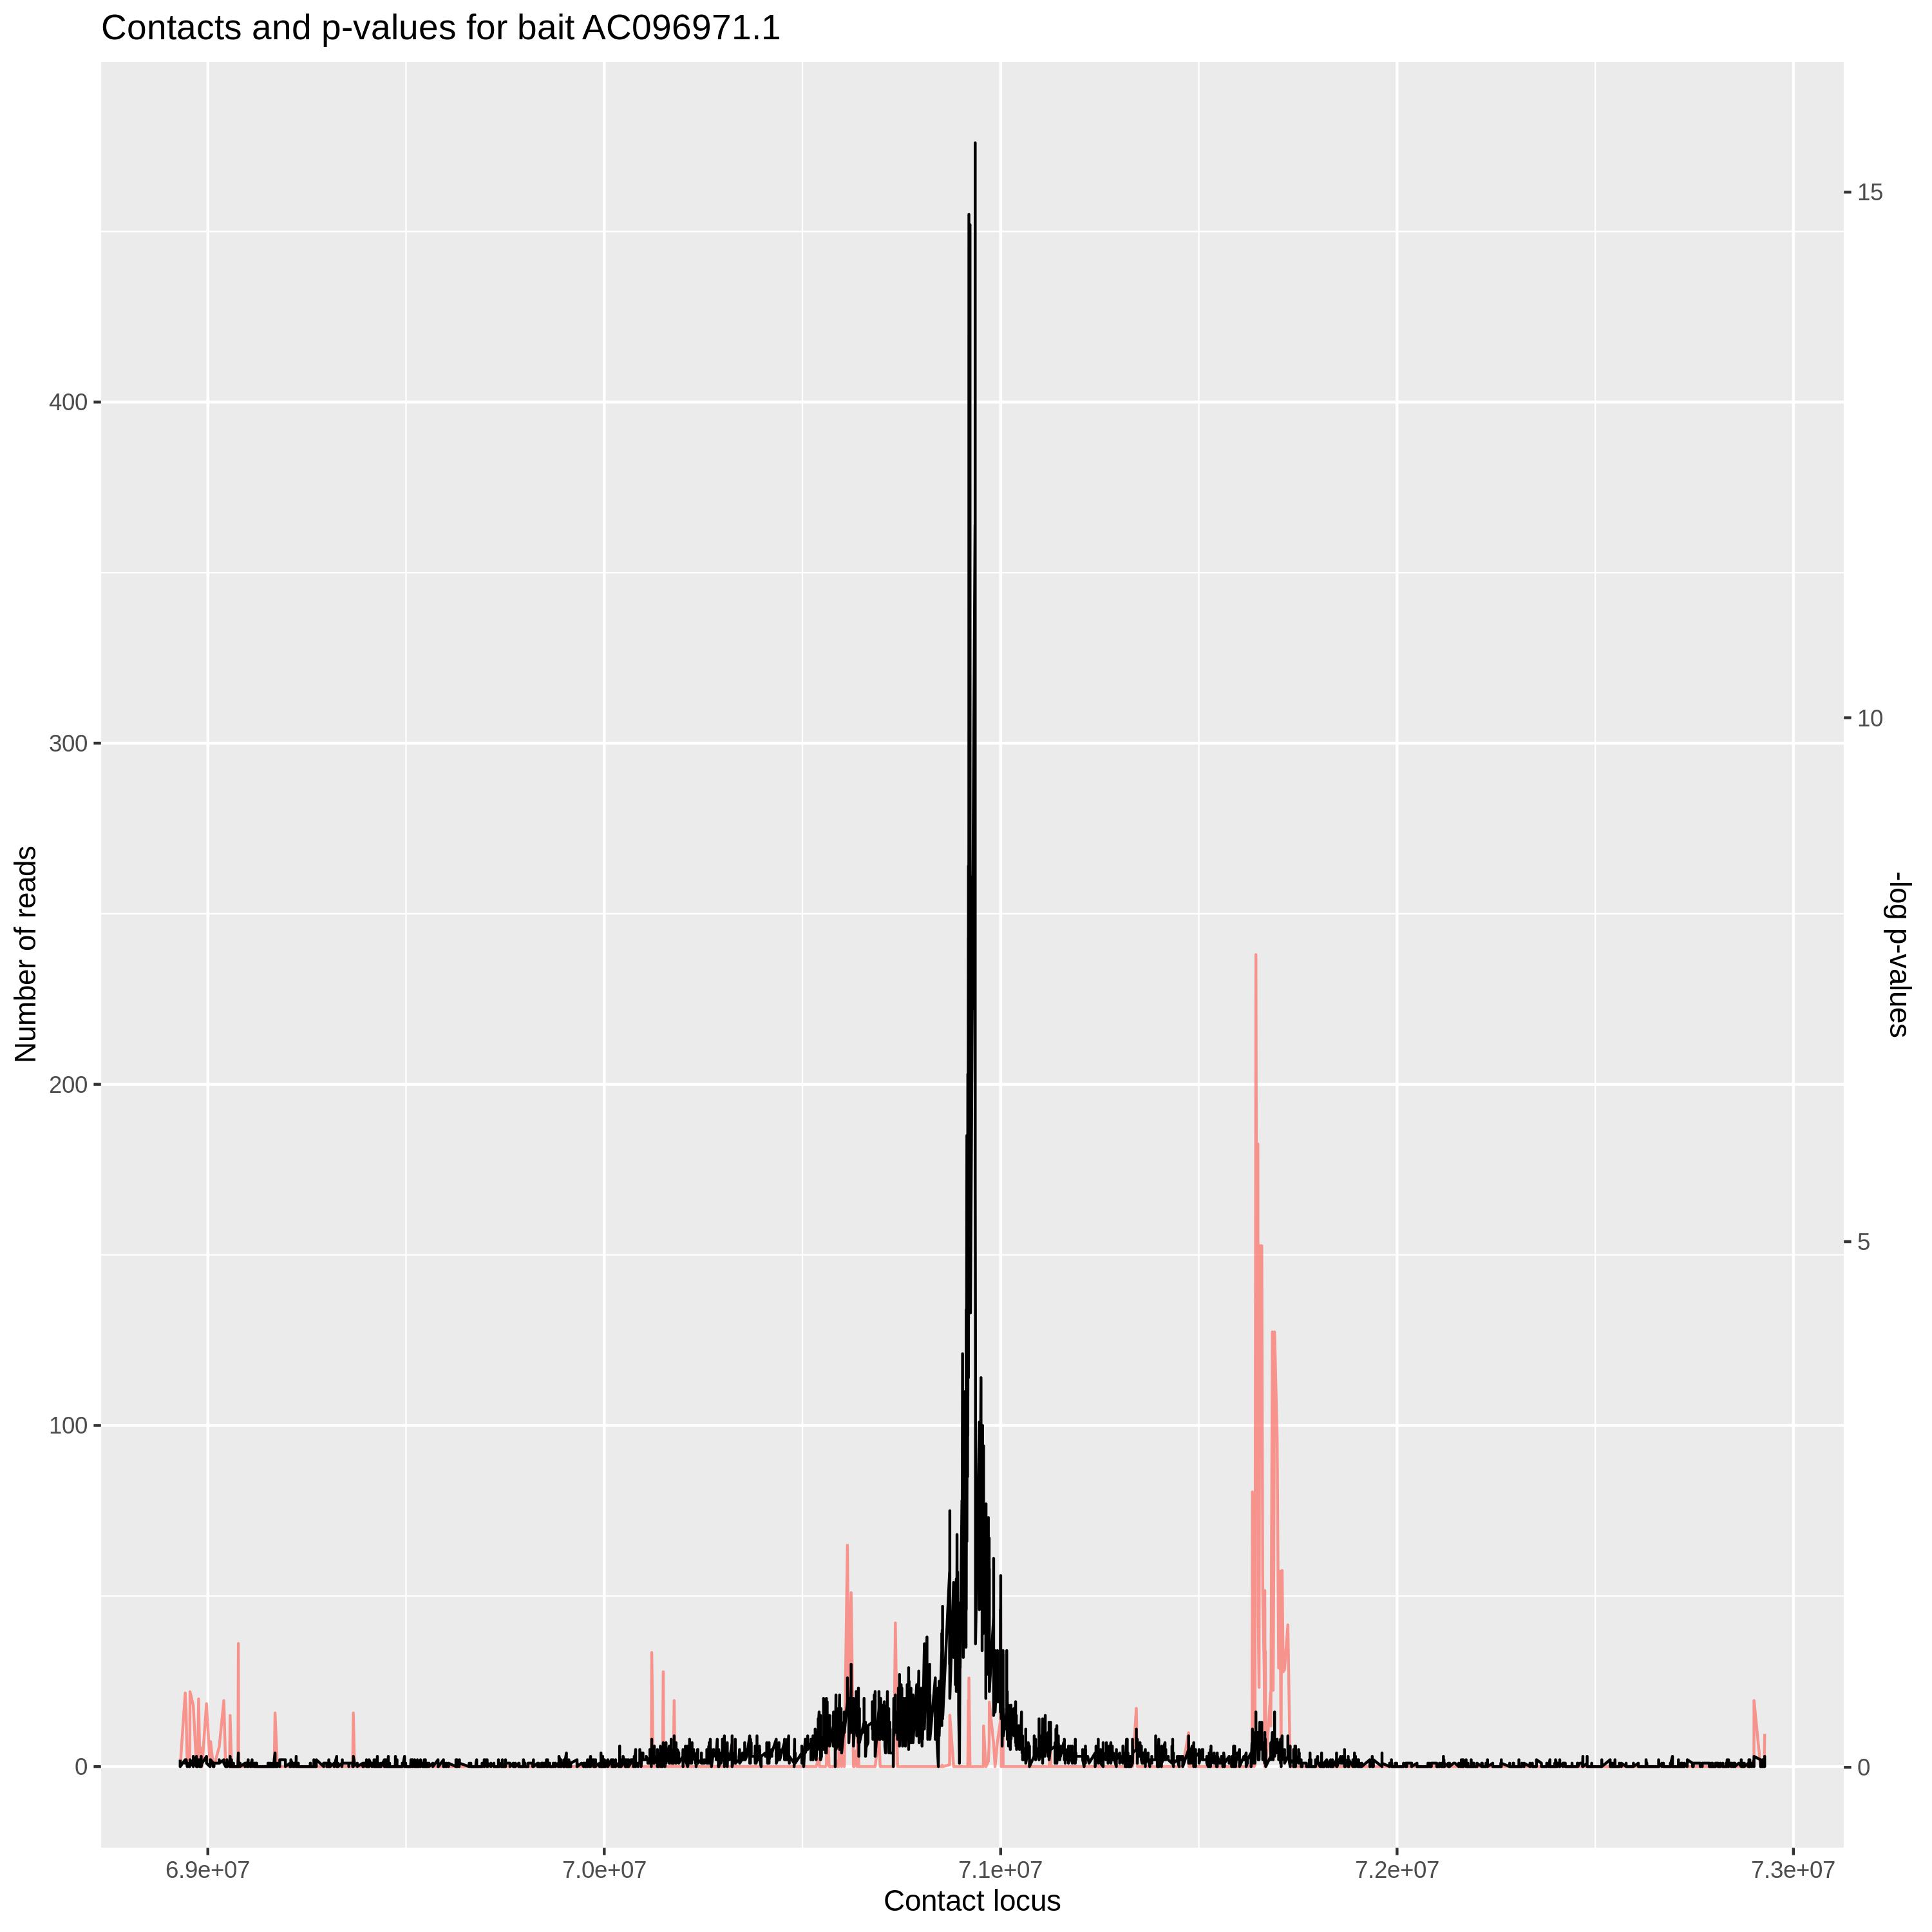 Contacts and p-values for bait AC096971.1
Number of reads
400
300
200
100
0
15
10
5
0
-log p-values
6.9e+07
7.0e+07
7.1e+07
7.2e+07
7.3e+07
Contact locus